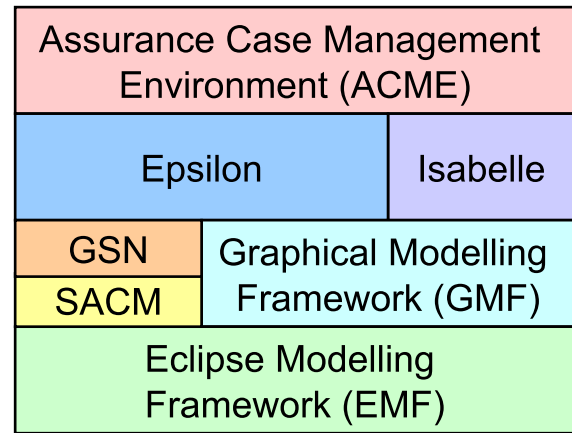 Assurance Case Management
Environment (ACME)
Epsilon
Isabelle
GSN
SACM
Graphical Modelling
Framework (GMF)
Eclipse Modelling
Framework (EMF)